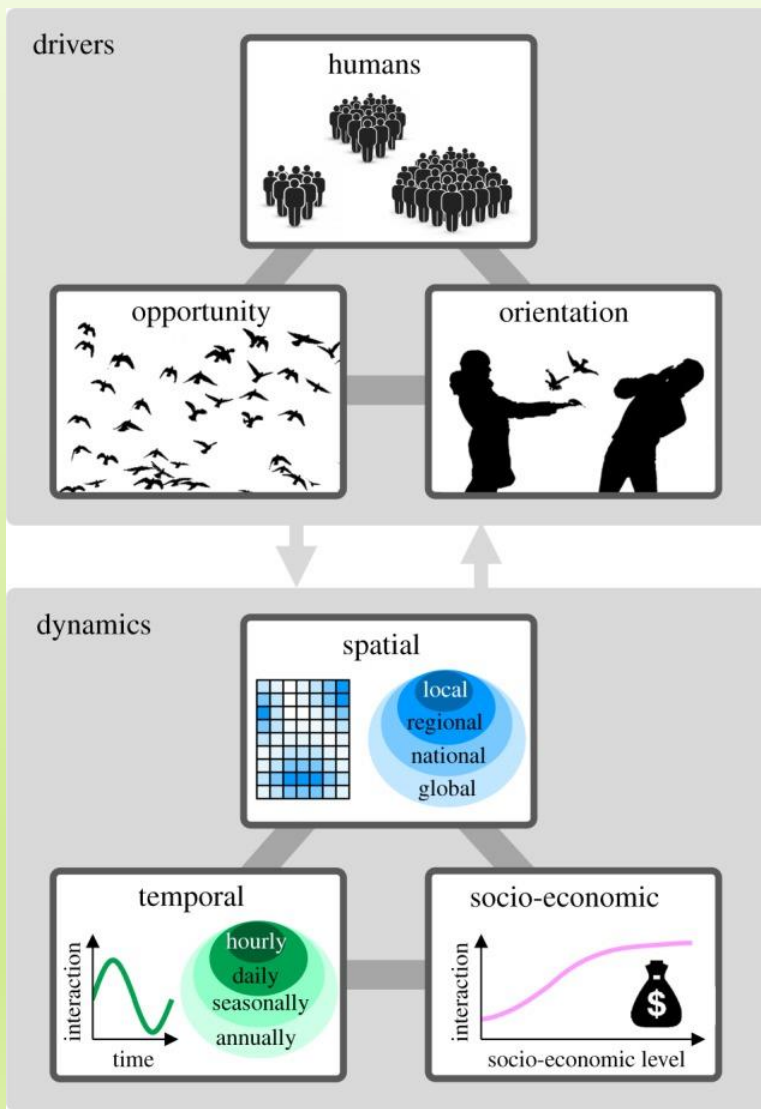 drivers
humans
opportunity
orientation
dynamics
spatial
local
regional
national
global
temporal
interaction
time
hourly
daily
seasonally
annually
socio-economic
interaction
$
socio-economic level